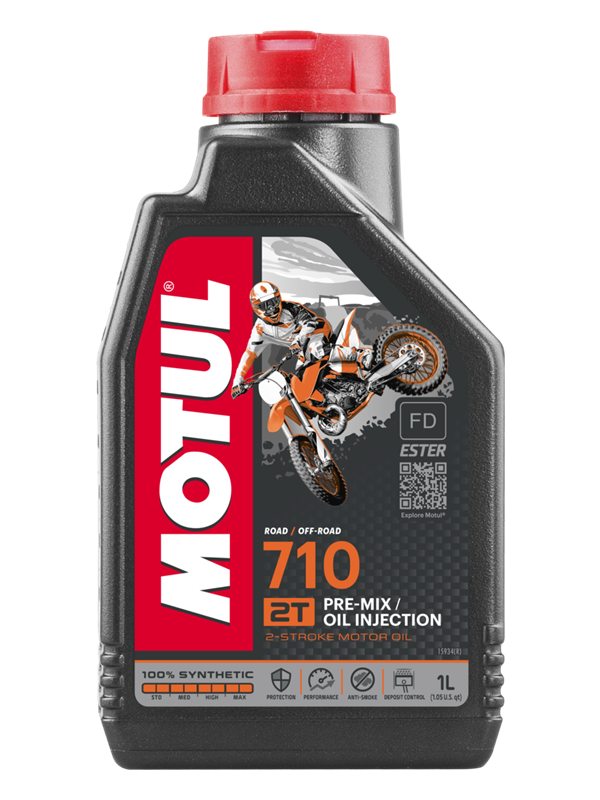 MOTUL®
FD
ESTER
Explore Motul®
ROAD / OFF-ROAD
710
2T
PRE-MIX /
OIL INJECTION
2-STROKE MOTOR OIL
15934(R)
100% SYNTHETIC
STD MED HIGH MAX
PROTECTION PERFORMANCE ANTI-SMOKE DEPOSIT CONTROL
1L
(1.05 U.S. qt)